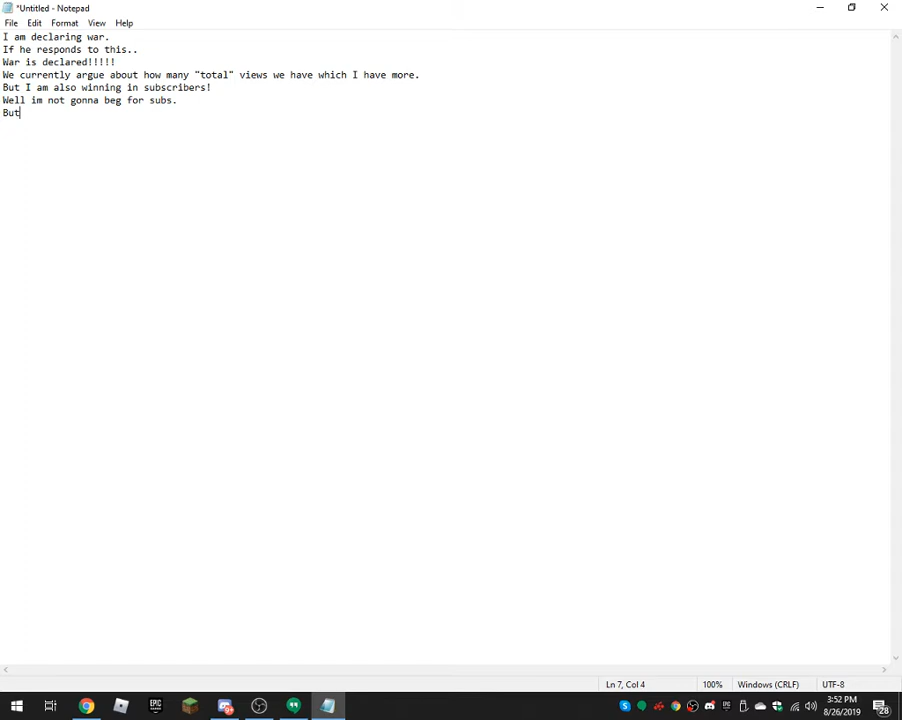 *Untitled - Notepad
File Edit Format View Help
I am declaring war.
If he responds to this..
War is declared!!!!!
We currently argue about how many "total" views we have which I have more.
But I am also winning in subscribers!
Well im not gonna beg for subs.
But
Ln 7, Col 4 100% Windows (CRLF) UTF-8
EPIC GAMES
3:52 PM
8/26/2019
28